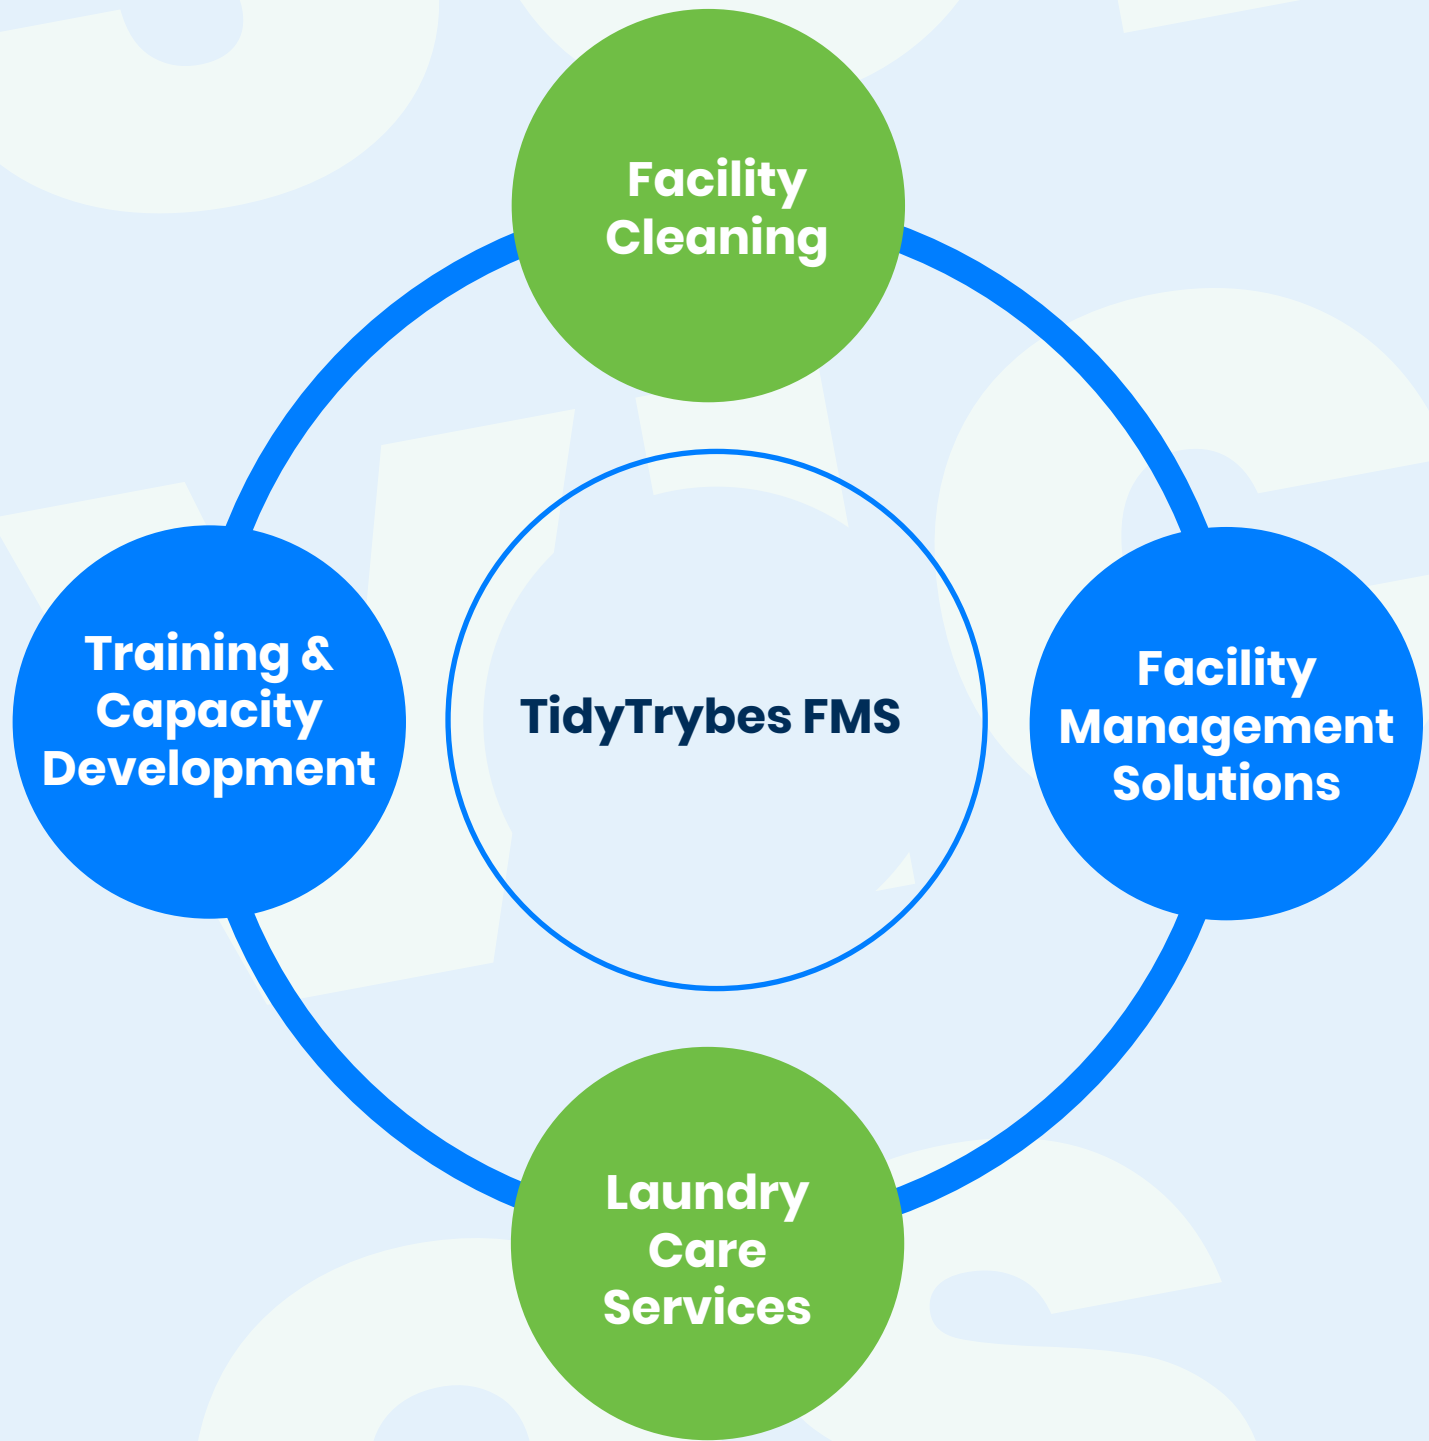 Facility
Cleaning
Training &
Capacity
Development
TidyTrybes FMS
Facility
Management
Solutions
Laundry
Care
Services